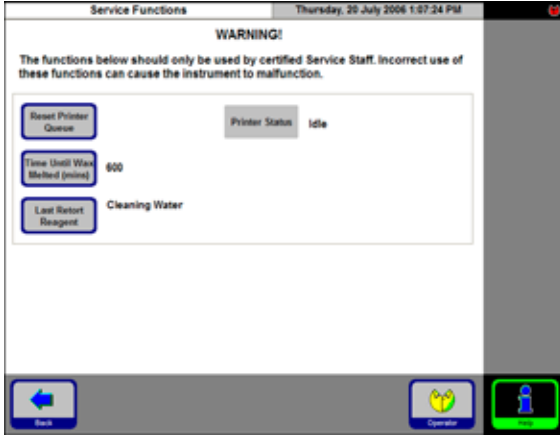 Service Functions
Thursday, 20 July 2006 1:07:24 PM
WARNING!
The functions below should only be used by certified Service Staff. Incorrect use of
these functions can cause the instrument to malfunction.
Reset Printer
Queue
Printer Status
Idle
Time Until Wax
Melted (mins)
600
Last Retort
Reagent
Cleaning Water
Back
Operator
Help